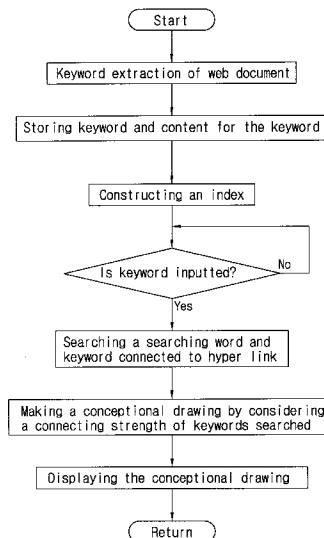 Start
Keyword extraction of web document
Storing keyword and content for the keyword
Constructing an index
Is keyword inputted?
No
Yes
Searching a searching word and
keyword connected to hyper link
Making a conceptional drawing by considering
a connecting strength of keywords searched
Displaying the conceptional drawing
Return